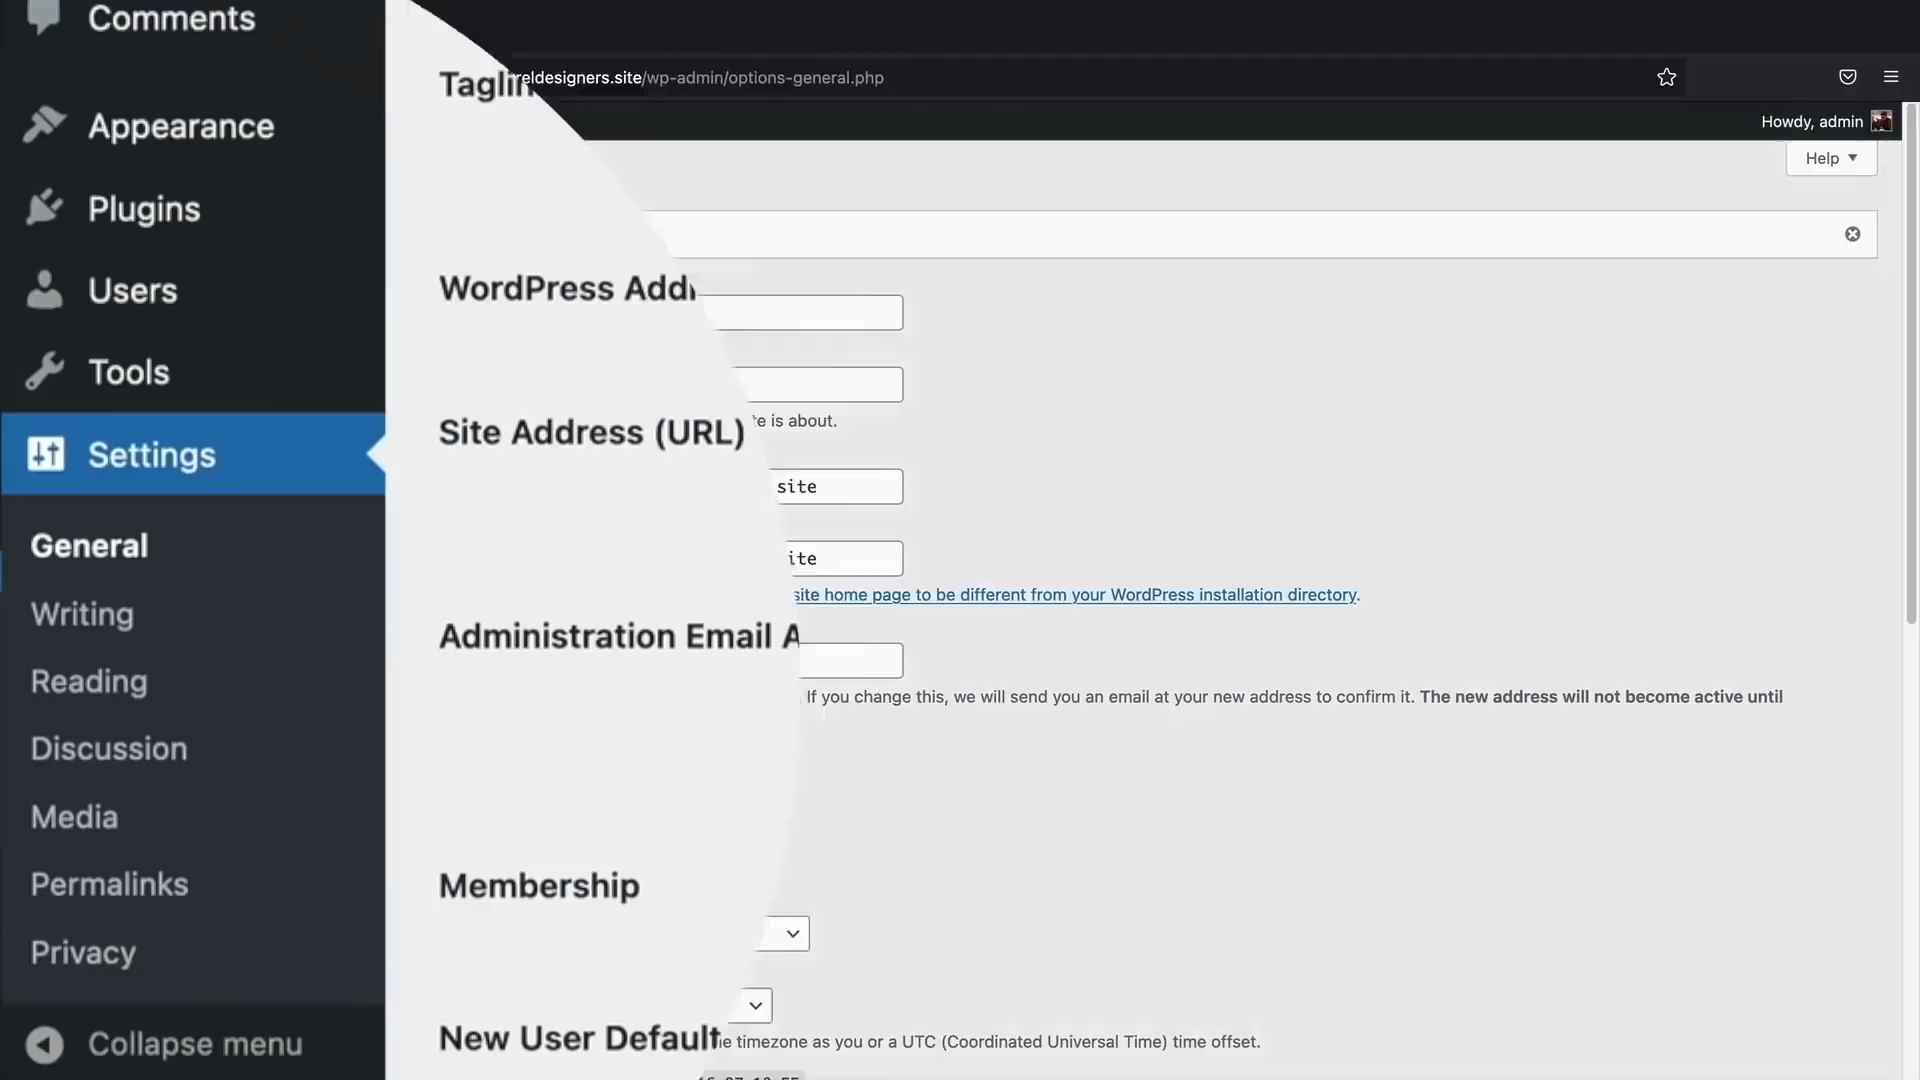 Comments
Appearance
Plugins
Users
Tools
Settings
General
Writing
Reading
Discussion
Media
Permalinks
Privacy
Collapse menu
reldesigners.site/wp-admin/options-general.php
Howdy, admin
Help
WordPress
Site Address (URL)
te is about.
site
ite
site home page to be different from your WordPress installation directory.
Administration Email
If you change this, we will send you an email at your new address to confirm it. The new address will not become active until
Membership
New User Default
timezone as you or a UTC (Coordinated Universal Time) time offset.